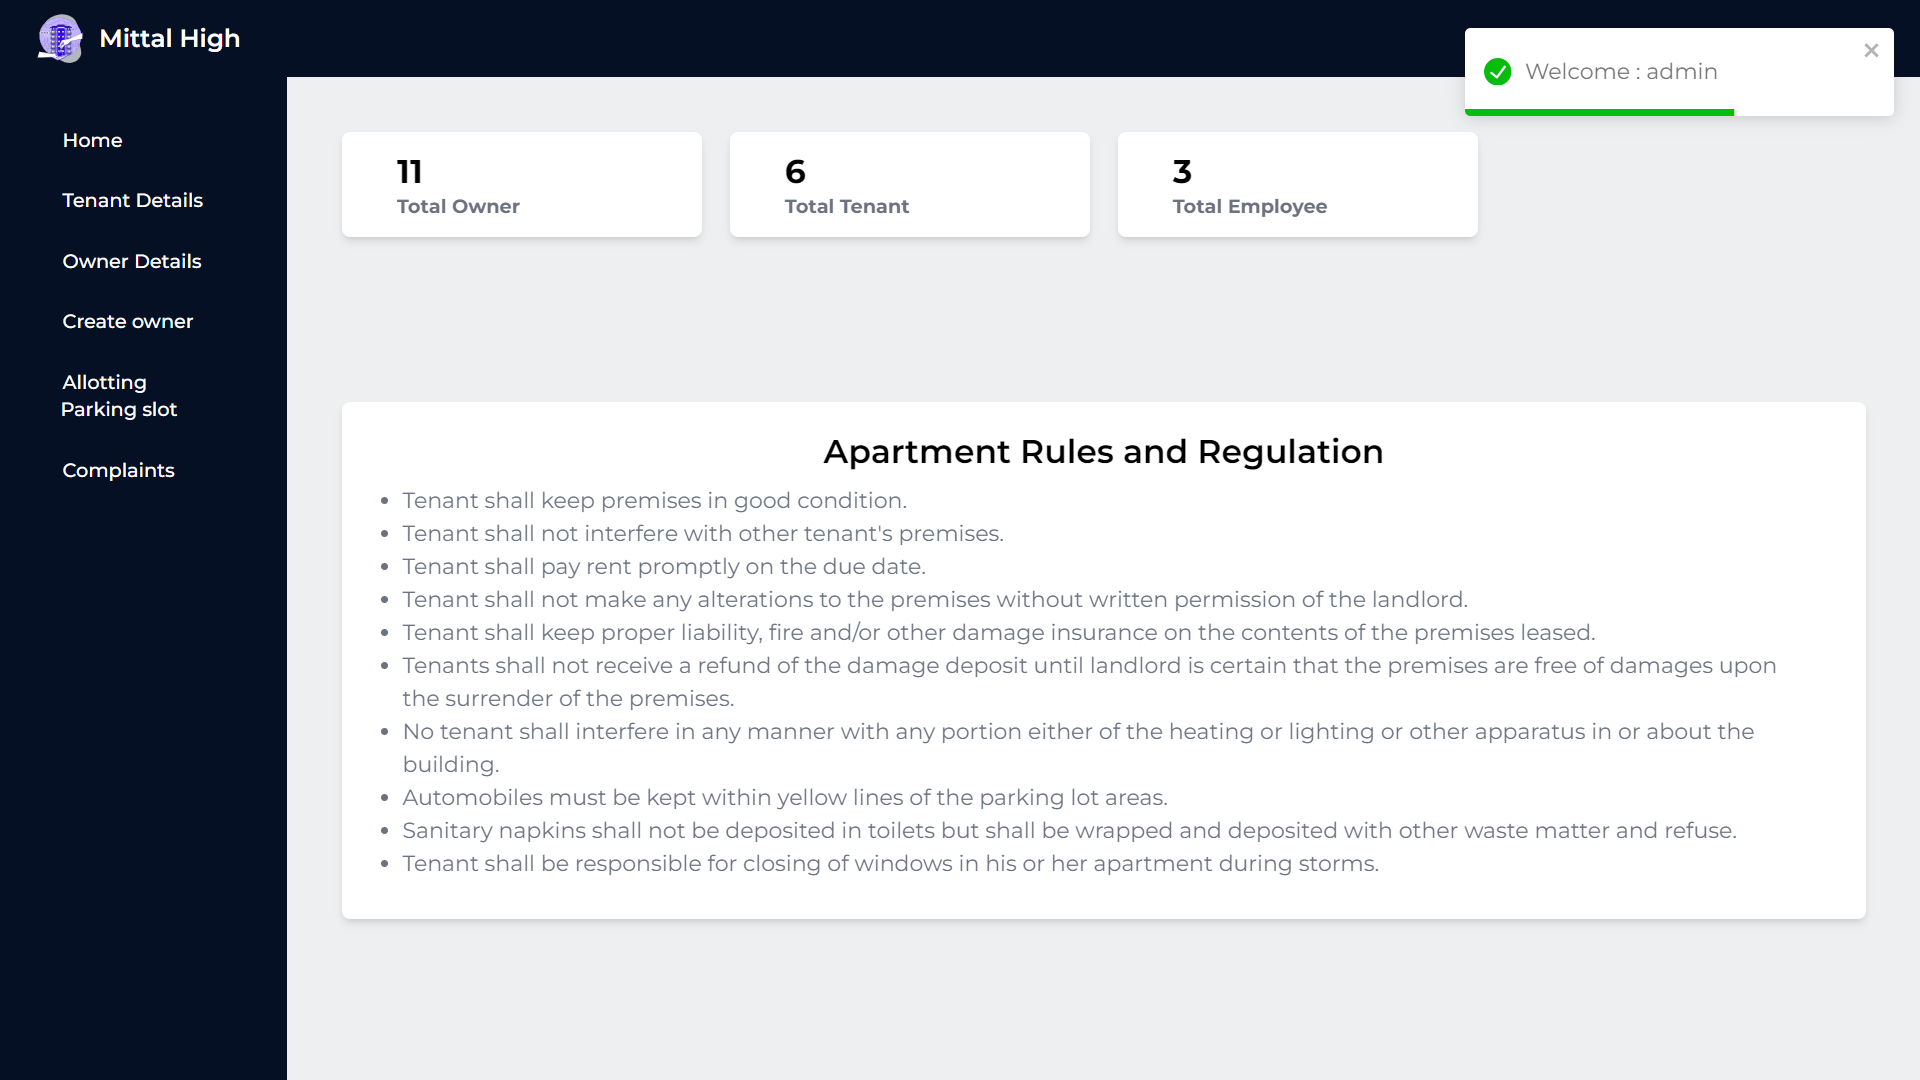 Mittal High
Welcome : admin
Home
Tenant Details
Owner Details
Create owner
Allotting
Parking slot
Complaints
11
Total Owner
6
Total Tenant
3
Total Employee
Apartment Rules and Regulation
• Tenant shall keep premises in good condition.
• Tenant shall not interfere with other tenant's premises.
• Tenant shall pay rent promptly on the due date.
• Tenant shall not make any alterations to the premises without written permission of the landlord.
• Tenant shall keep proper liability, fire and/or other damage insurance on the contents of the premises leased.
• Tenants shall not receive a refund of the damage deposit until landlord is certain that the premises are free of damages upon
the surrender of the premises.
• No tenant shall interfere in any manner with any portion either of the heating or lighting or other apparatus in or about the
building.
• Automobiles must be kept within yellow lines of the parking lot areas.
• Sanitary napkins shall not be deposited in toilets but shall be wrapped and deposited with other waste matter and refuse.
• Tenant shall be responsible for closing of windows in his or her apartment during storms.